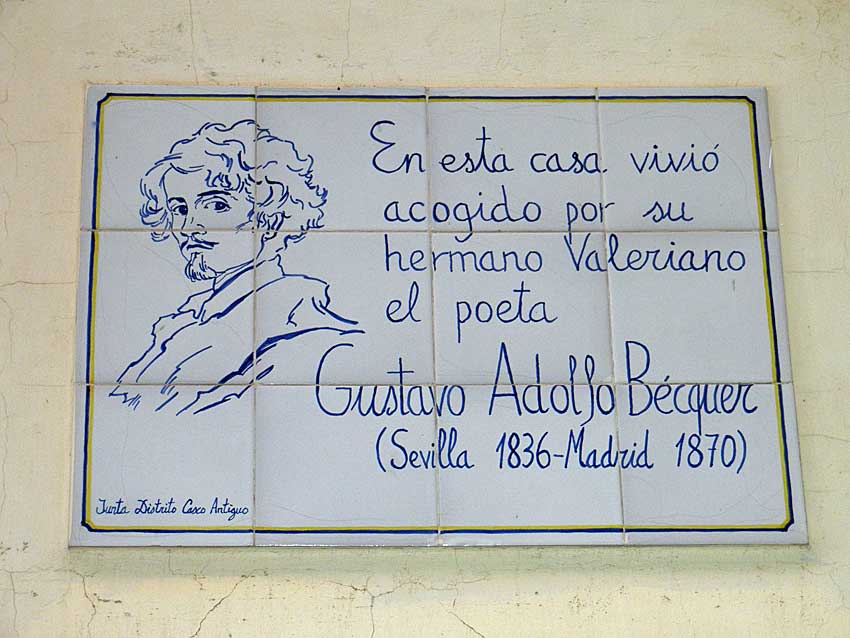 En esta casa vivió
acogido por su
hermano Valeriano
el poeta
Gustavo Adolfo Bécquer
(Sevilla 1836-Madrid 1870)
Junta Distrito Casco Antiguo